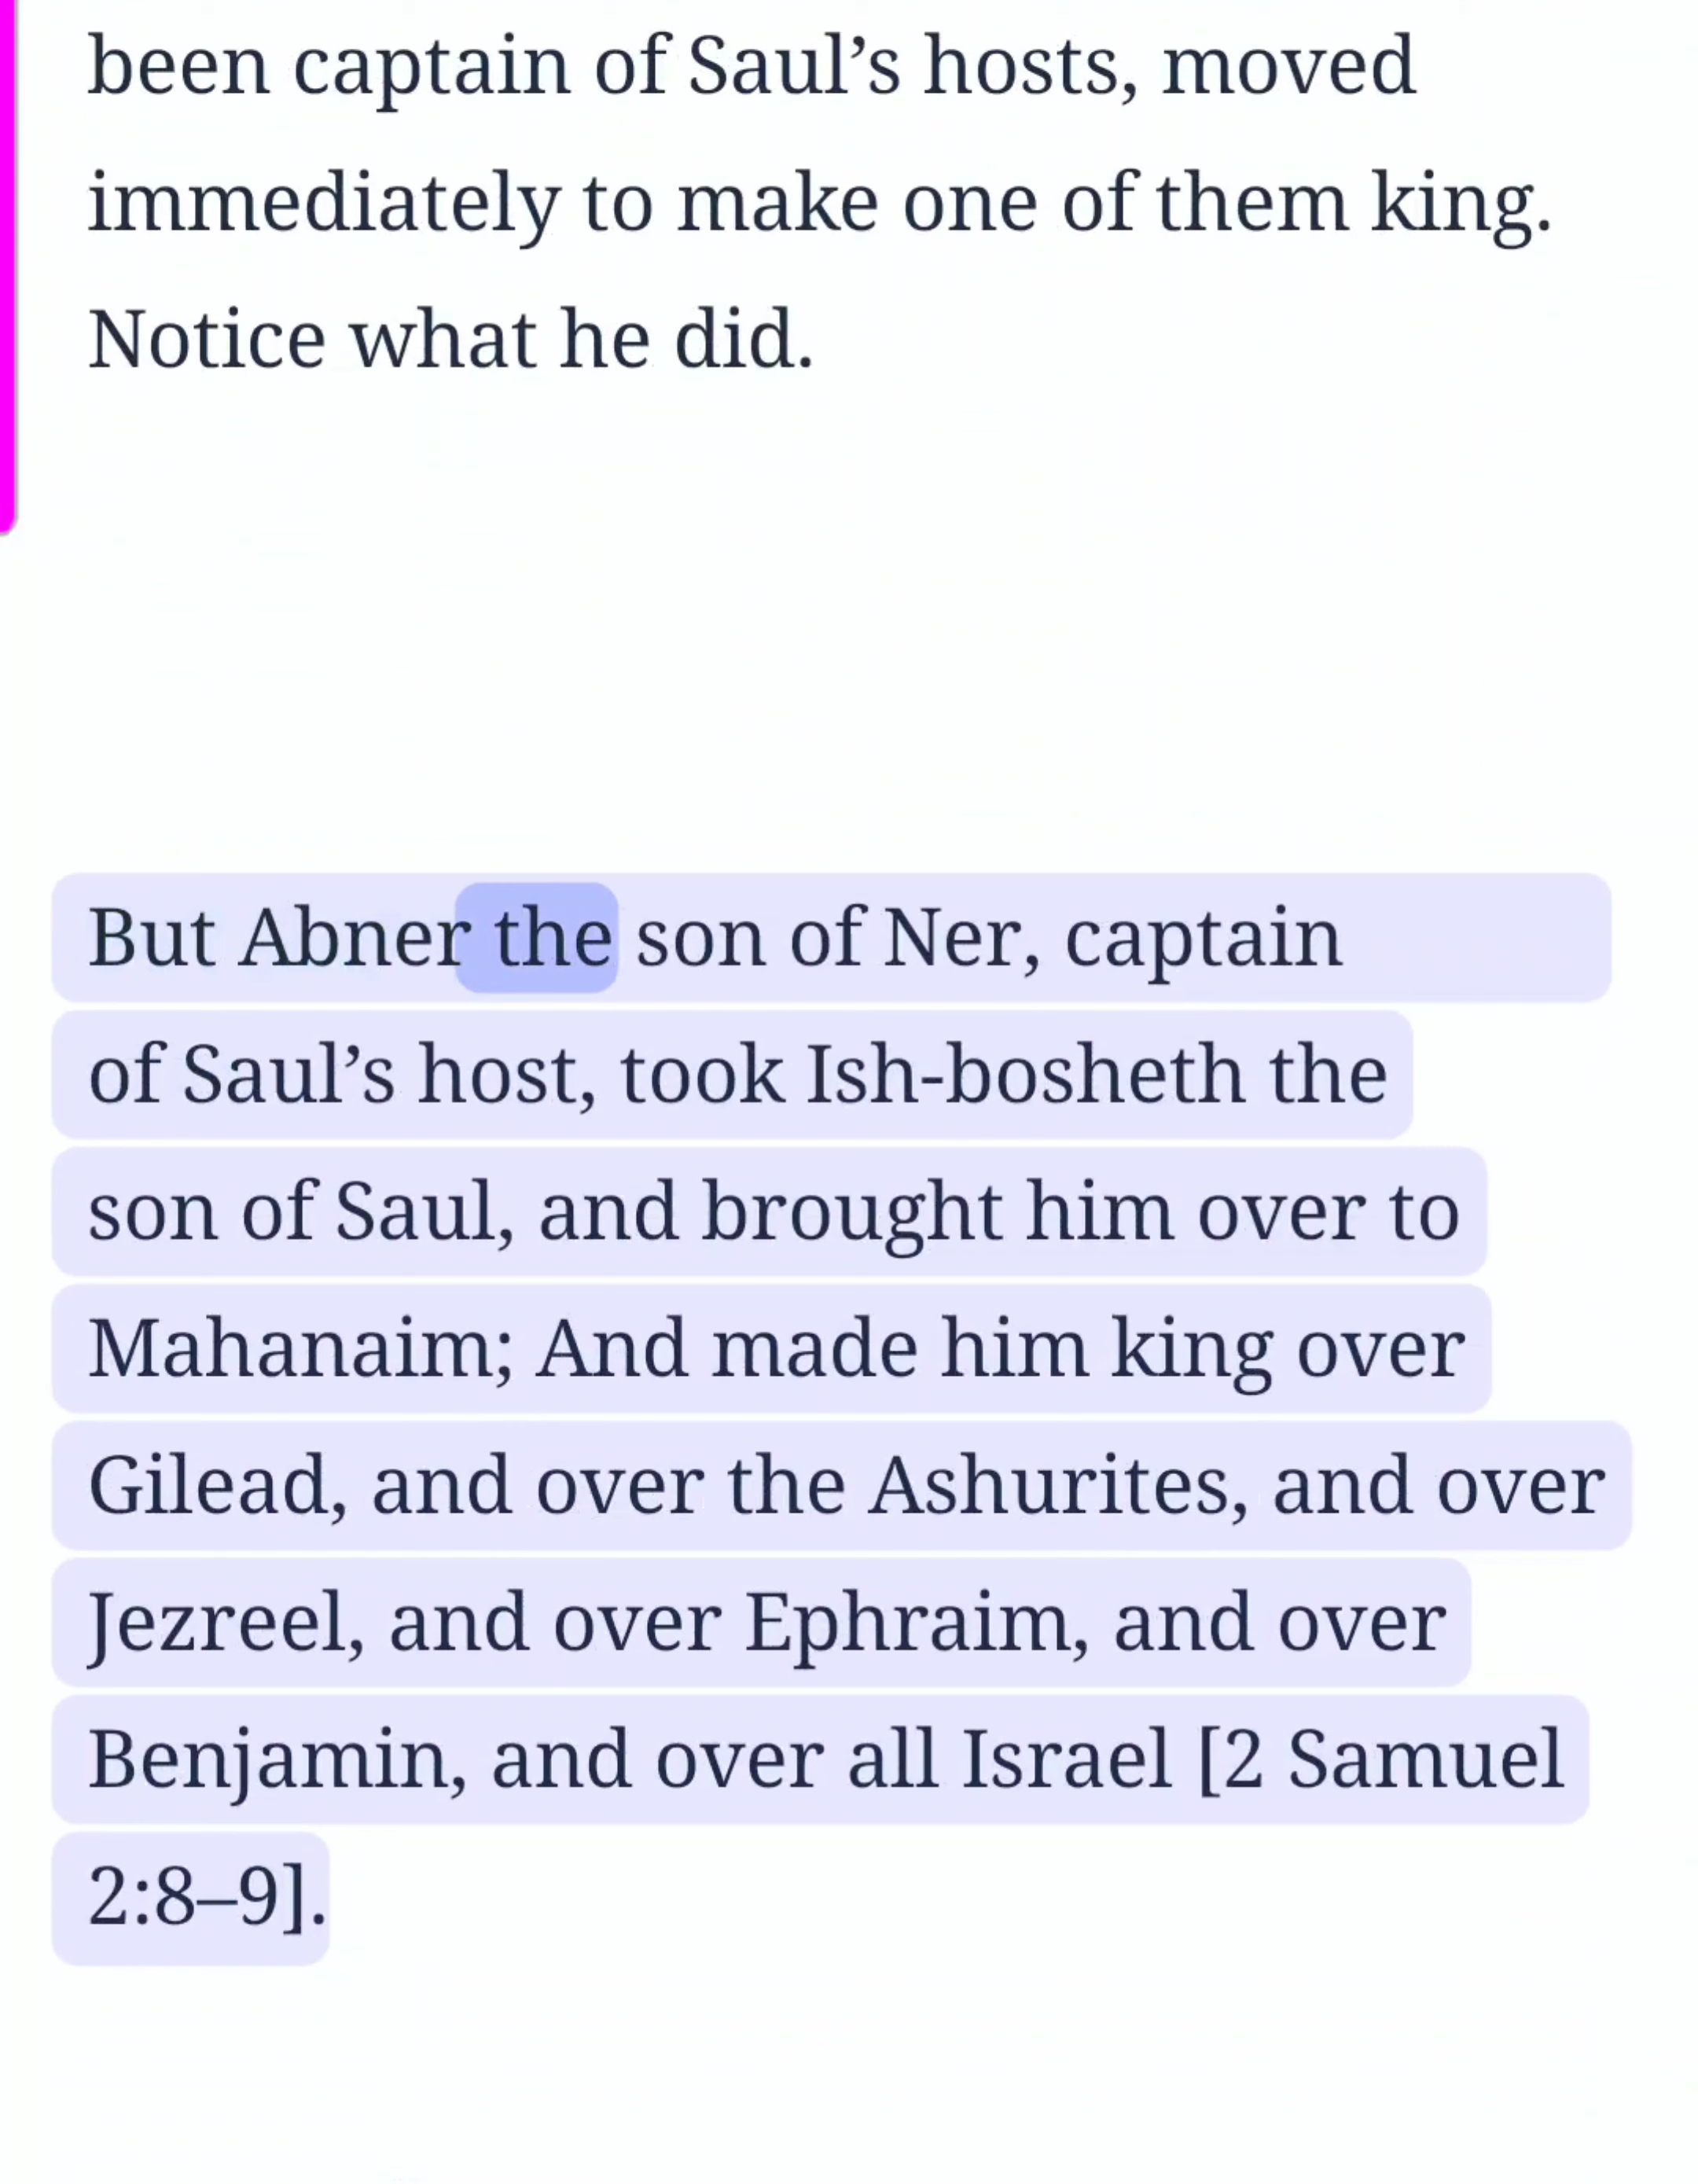 been captain of Saul’s hosts, moved
immediately to make one of them king.
Notice what he did.
But Abner the son of Ner, captain
of Saul’s host, took Ish-bosheth the
son of Saul, and brought him over to
Mahanaim; And made him king over
Gilead, and over the Ashurites, and over
Jezreel, and over Ephraim, and over
Benjamin, and over all Israel [2 Samuel
2:8–9].